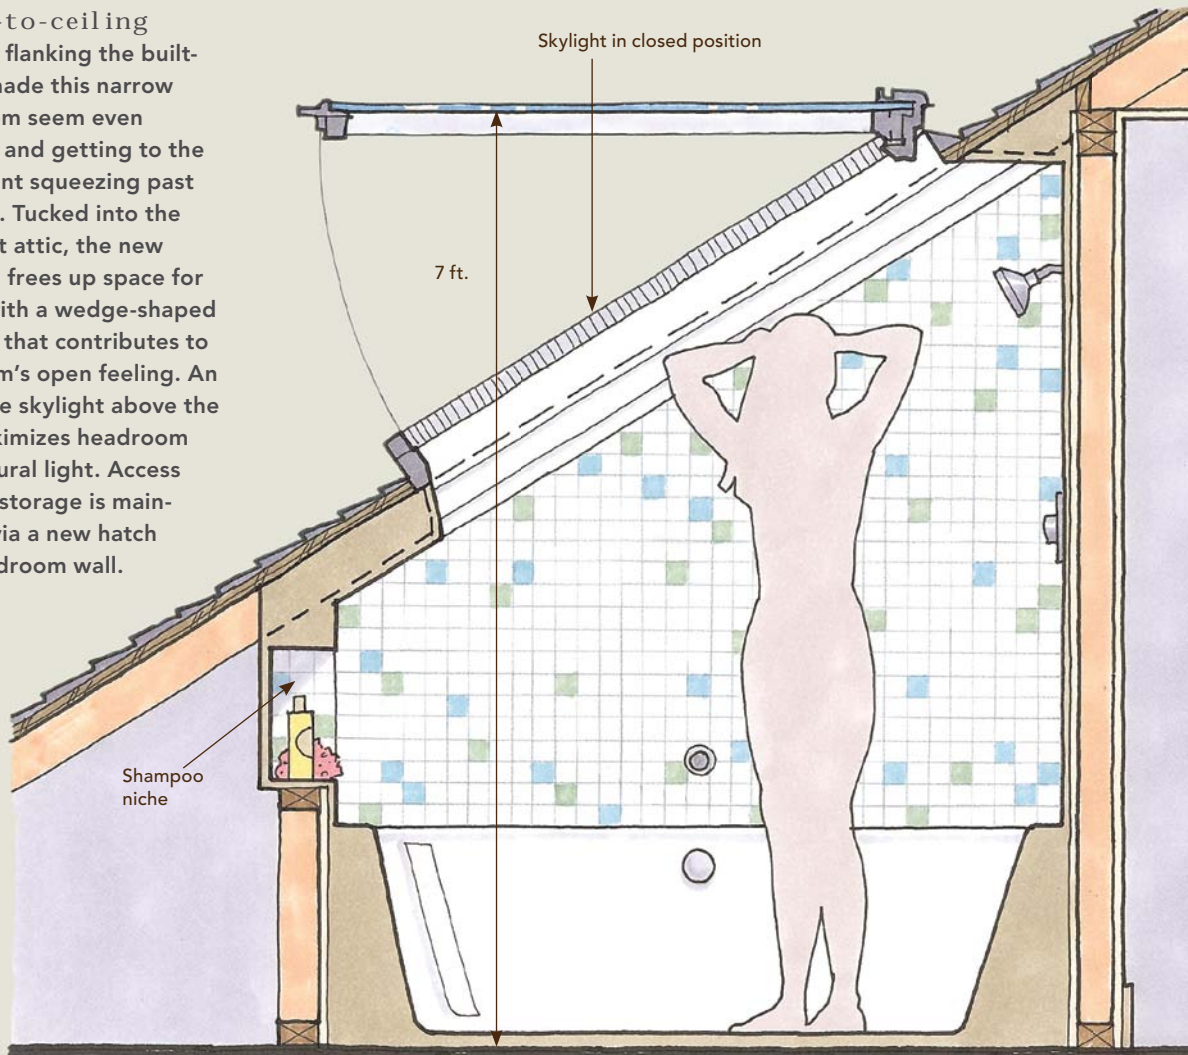 -to-ceiling
flanking the built-
nade this narrow
m seem even
and getting to the
nt squeezing past
. Tucked into the
t attic, the new
frees up space for
vith a wedge-shaped
that contributes to
m's open feeling. An
e skylight above the
ximizes headroom
ural light. Access
storage is main-
via a new hatch
droom wall.
Skylight in closed position
7 ft.
Shampoo
niche